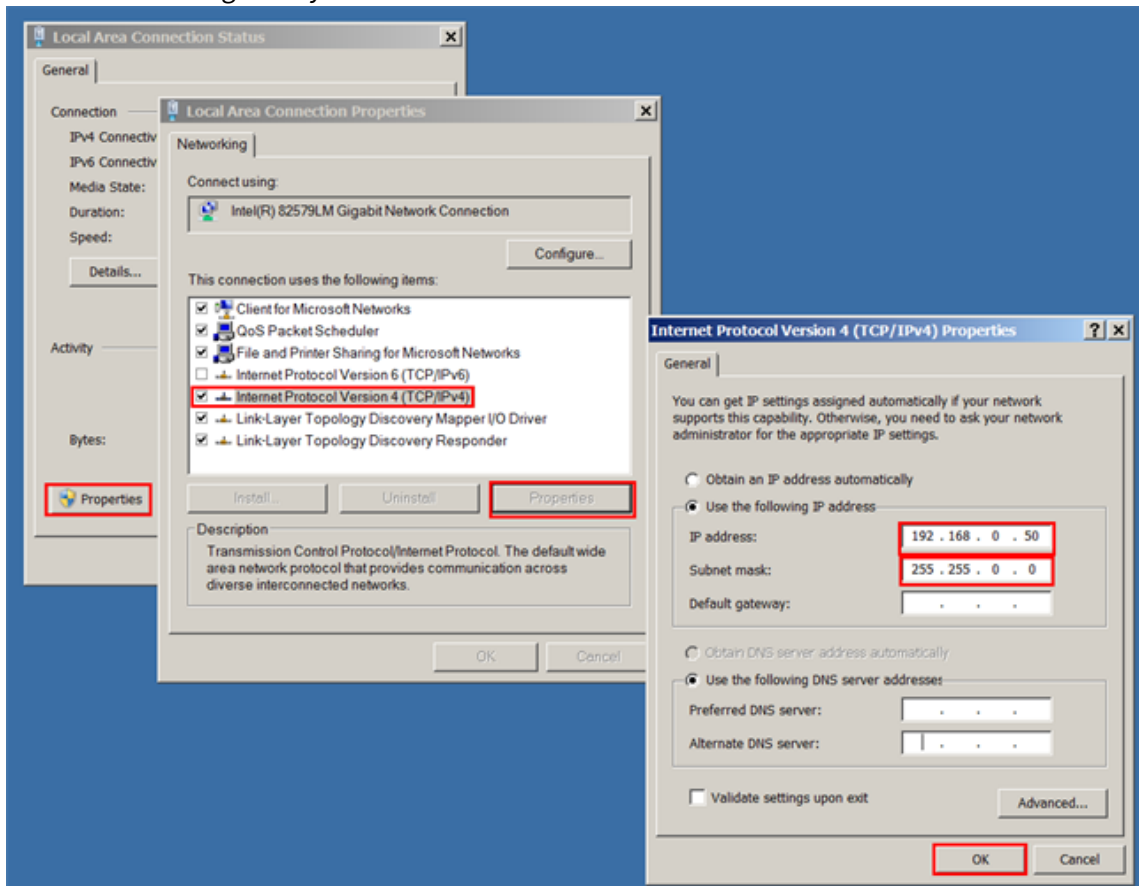 Local Area Connection Status
General
Connection
IPv4 Connectiv
IPv6 Connectiv
Media State:
Duration:
Speed:
Details...
Activity
Bytes:
Properties
Local Area Connection Properties
Networking
Connect using:
Intel(R) 82579LM Gigabit Network Connection
Configure...
This connection uses the following items:
Client for Microsoft Networks
QoS Packet Scheduler
File and Printer Sharing for Microsoft Networks
Internet Protocol Version 6 (TCP/IPv6)
Internet Protocol Version 4 (TCP/IPv4)
Link-Layer Topology Discovery Mapper I/O Driver
Link-Layer Topology Discovery Responder
Install...
Uninstall
Properties
Description
Transmission Control Protocol/Internet Protocol. The default wide
area network protocol that provides communication across
diverse interconnected networks.
OK
Cancel
Internet Protocol Version 4 (TCP/IPv4) Properties
General
You can get IP settings assigned automatically if your network
supports this capability. Otherwise, you need to ask your network
administrator for the appropriate IP settings.
Obtain an IP address automatically
Use the following IP address
IP address: 192 . 168 . 0 . 50
Subnet mask: 255 . 255 . 0 . 0
Default gateway: . . .
Obtain DNS server address automatically
Use the following DNS server addresses:
Preferred DNS server: . . .
Alternate DNS server: . . .
Validate settings upon exit
Advanced...
OK
Cancel